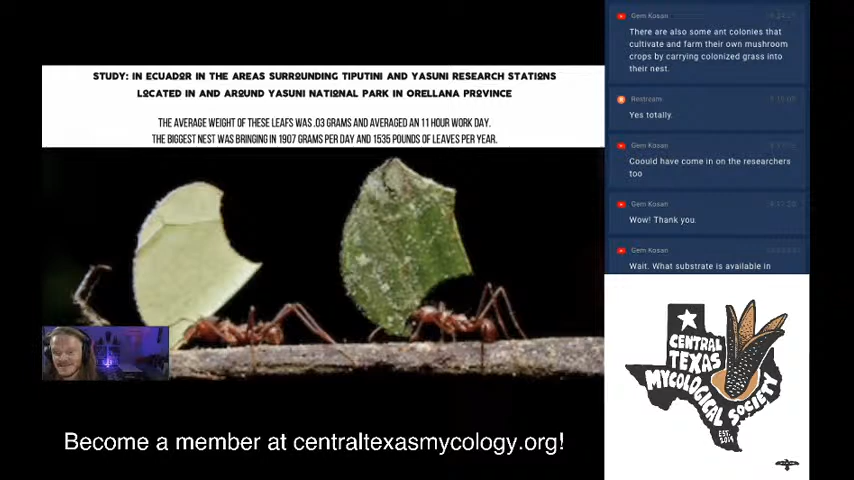 STUDY: IN ECUADOR IN THE AREAS SURROUNDING TIPUTINI AND YASUNI RESEARCH STATIONS
LOCATED IN AND AROUND YASUNI NATIONAL PARK IN ORELLANA PROVINCE
THE AVERAGE WEIGHT OF THESE LEAFS WAS .03 GRAMS AND AVERAGED AN 11 HOUR WORK DAY.
THE BIGGEST NEST WAS BRINGING IN 1907 GRAMS PER DAY AND 1535 POUNDS OF LEAVES PER YEAR.
Become a member at centraltexasmycology.org!
Gem Kosan
There are also some ant colonies that
cultivate and farm their own mushroom
crops by carrying colonized grass into
their nest.
Restream
Yes totally.
Gem Kosan
Coould have come in on the researchers
too
Gem Kosan
Wow! Thank you.
Gem Kosan
Wait. What substrate is available in
CENTRAL
TEXAS
MYCOLOGICAL SOCIETY
EST.
2019